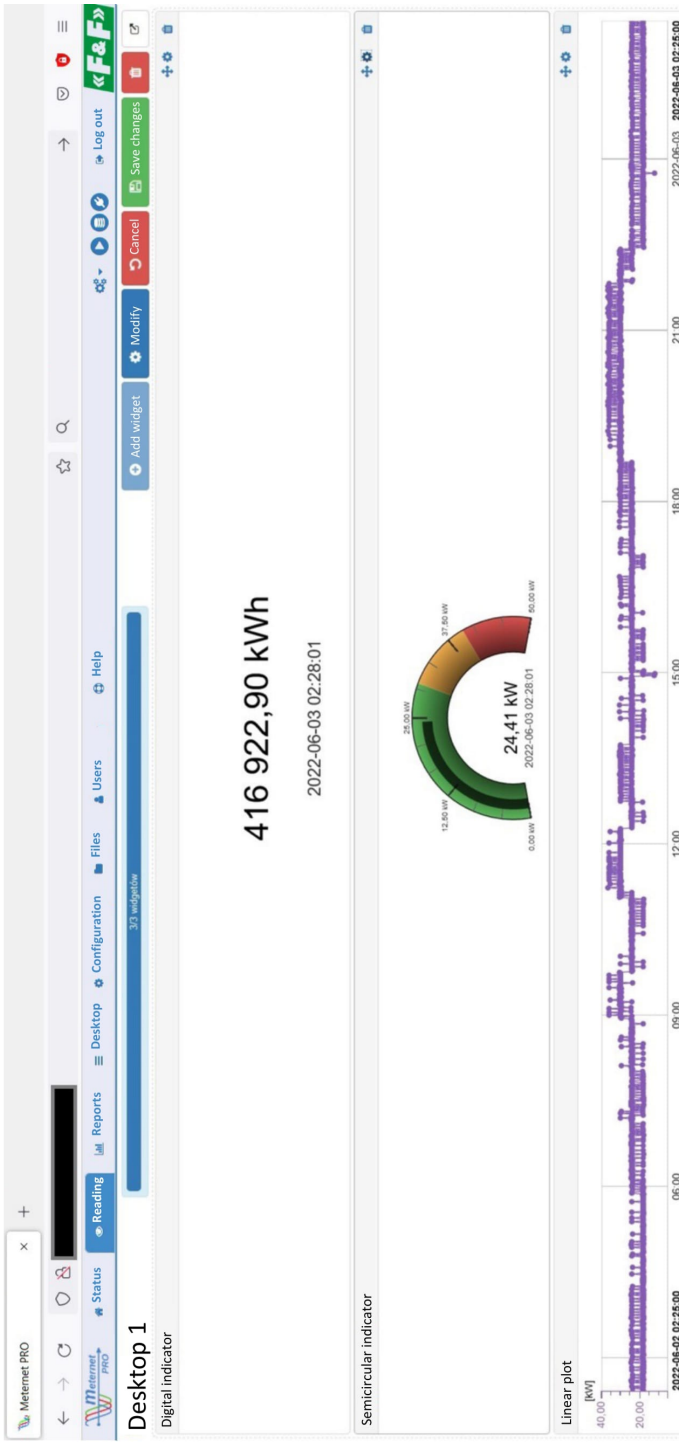 Meternet PRO
Meternet
PRO
Status
Reading
Reports
Desktop
Configuration
Files
Users
Help
Log out
«F&F»
Desktop 1
3/3 widgetów
Add widget
Modify
Cancel
Save changes
Digital indicator
416 922,90 kWh
2022-06-03 02:28:01
Semicircular indicator
0.00 kW
12.50 kW
25.00 kW
37.50 kW
50.00 kW
24,41 kW
2022-06-03 02:28:01
Linear plot
[kW]
40.00
20.00
2022-06-02 02:25:00
06:00
09:00
12:00
15:00
18:00
21:00
2022-06-03
2022-06-03 02:25:00